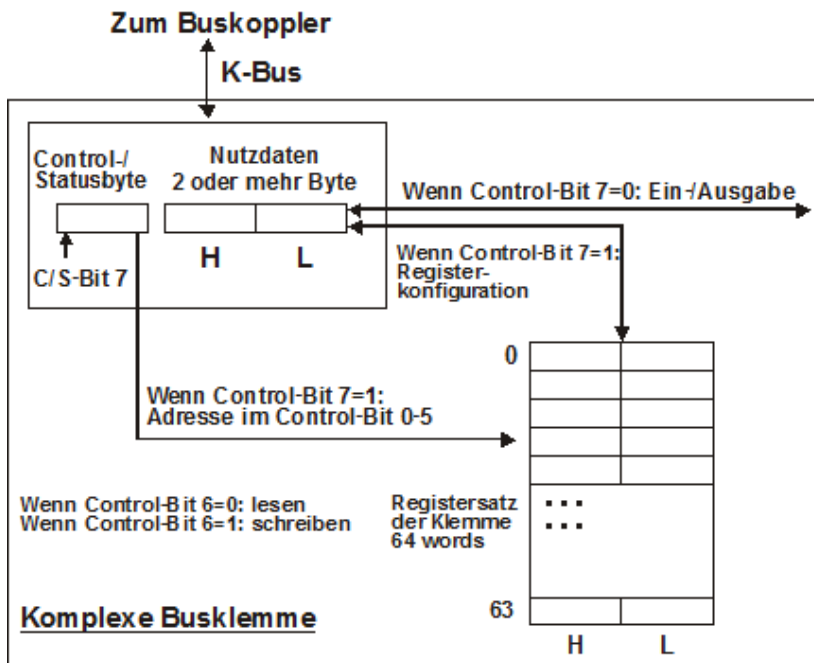 Zum Buskoppler
K-Bus
Control-/
Statusbyte
Nutzdaten
2 oder mehr Byte
Wenn Control-Bit 7=0: Ein-/Ausgabe
H
L
C/S-Bit 7
Wenn Control-Bit 7=1:
Register-
konfiguration
0
Wenn Control-Bit 7=1:
Adresse im Control-Bit 0-5
Wenn Control-Bit 6=0: lesen
Wenn Control-Bit 6=1: schreiben
Registersatz
der Klemme
64 words
63
Komplexe Busklemme
H
L